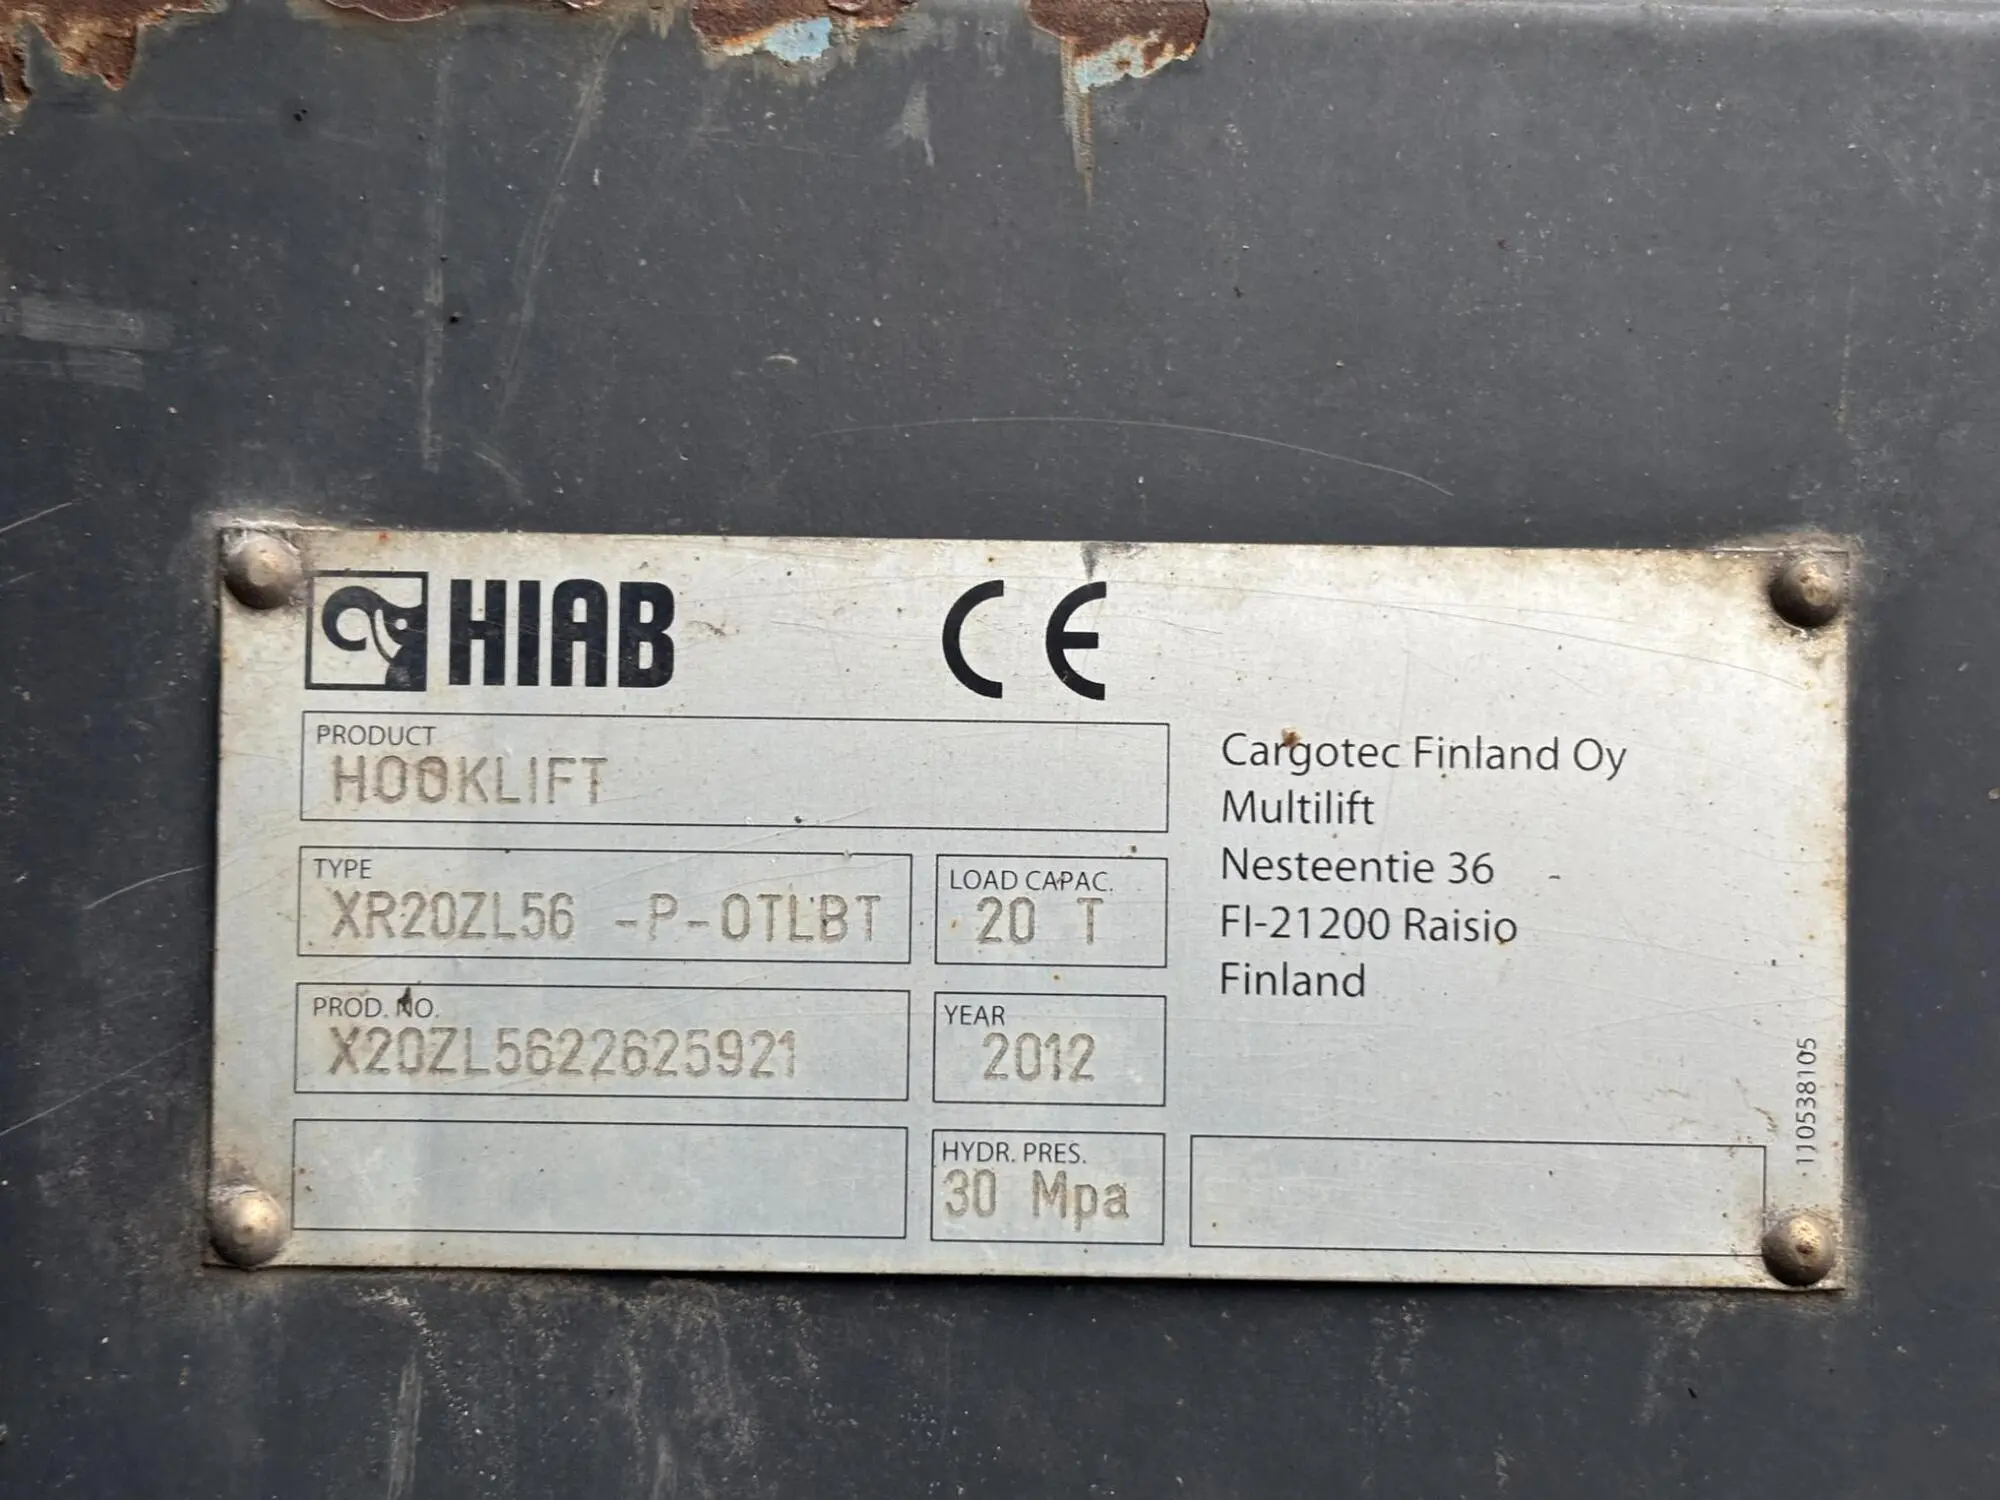 HIAB
CE
PRODUCT
HOOKLIFT
TYPE
XR20ZL56 -P-OTLBT
LOAD CAPAC.
20 T
PROD. NO.
X20ZL5622625921
YEAR
2012
HYDR. PRES.
30 Mpa
Cargotec Finland Oy
Multilift
Nesteentie 36
FI-21200 Raisio
Finland
110538105